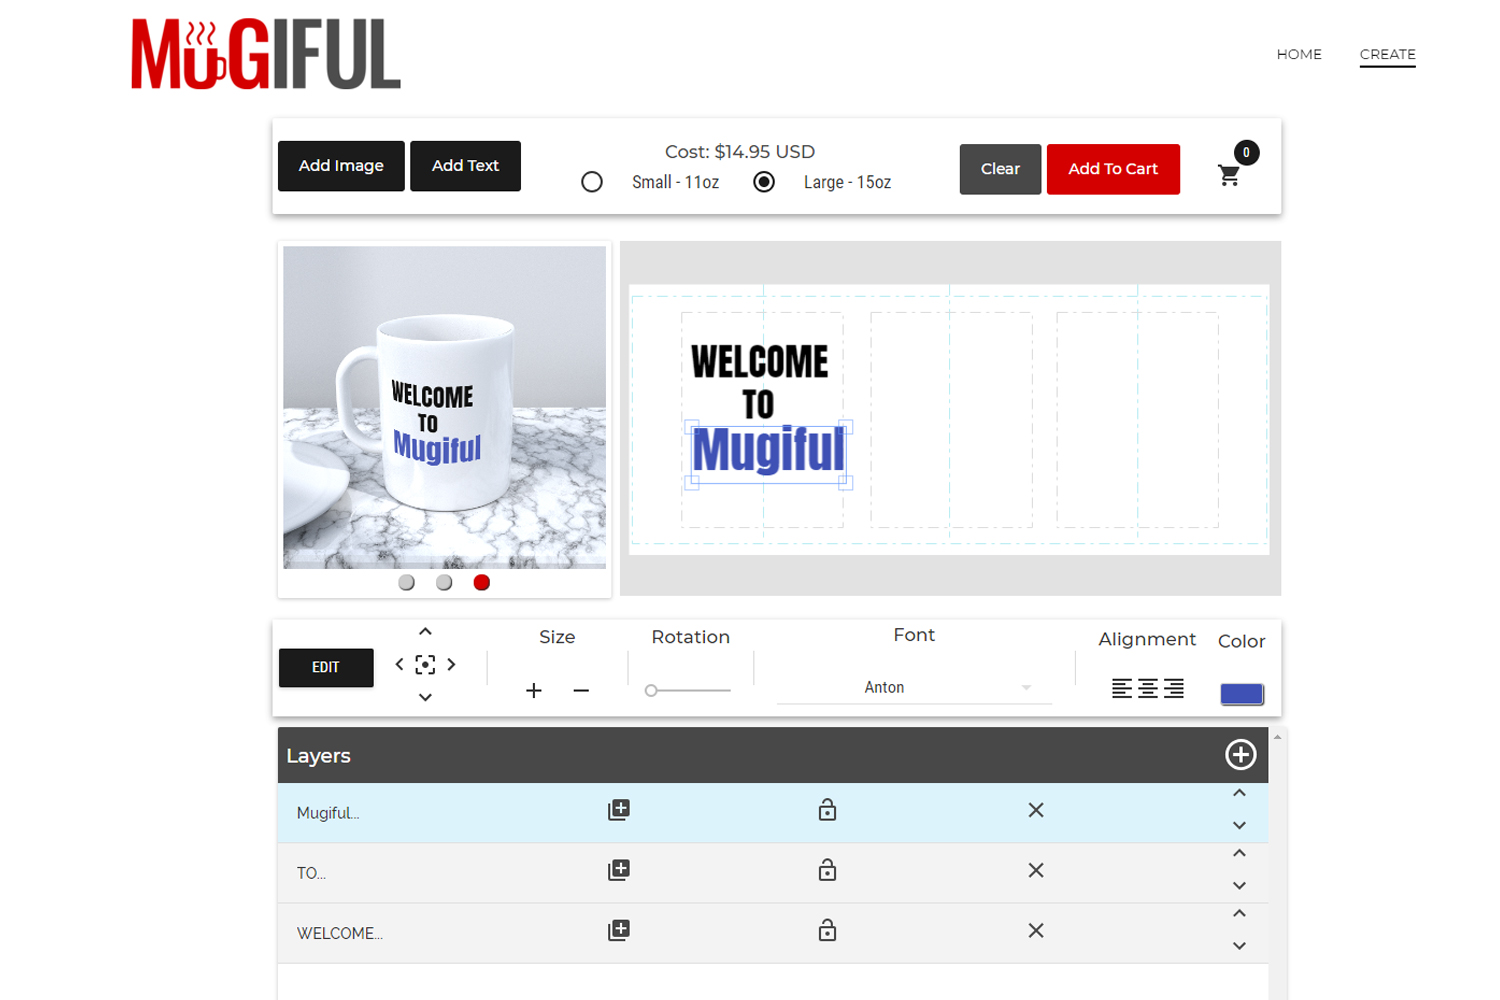 MUGIFUL
HOME CREATE
Add Image Add Text
Cost: $14.95 USD
Small - 11oz Large - 15oz
Clear Add To Cart
0
WELCOME
TO
Mugiful
WELCOME
TO
Mugiful
EDIT
Size
Rotation
Font
Anton
Alignment
Color
Layers
Mugiful...
TO...
WELCOME...